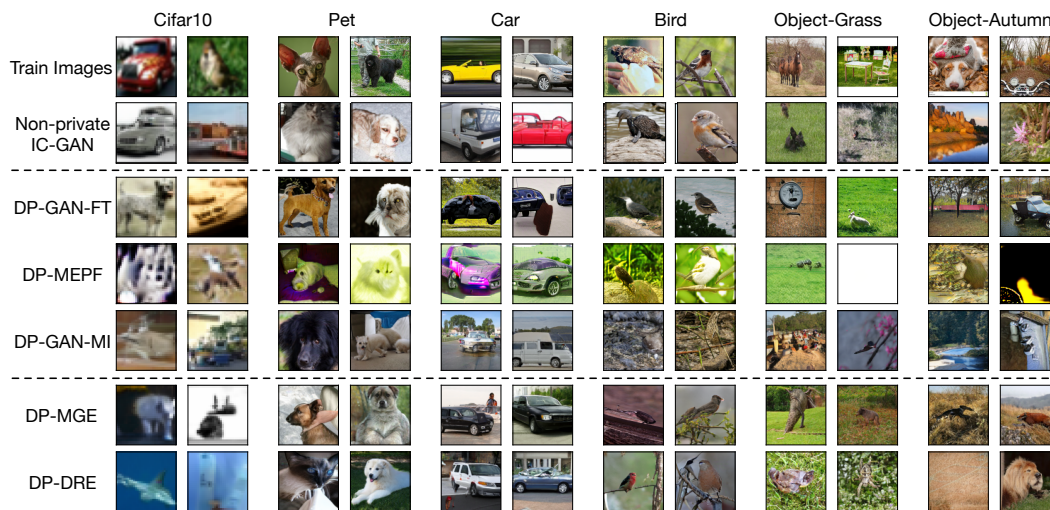 Cifar10 Pet Car Bird Object-Grass Object-Autumn
Train Images
Non-private
IC-GAN
DP-GAN-FT
DP-MEPF
DP-GAN-MI
DP-MGE
DP-DRE